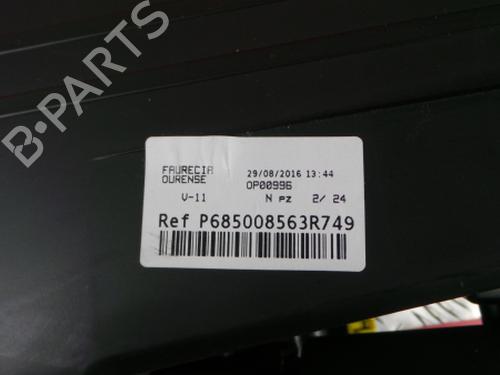 B-PARTS
FAURECIA
OURENSE
29/08/2016 13:44
OP00996
V-11
N pz 2/ 24
Ref P685008563R749